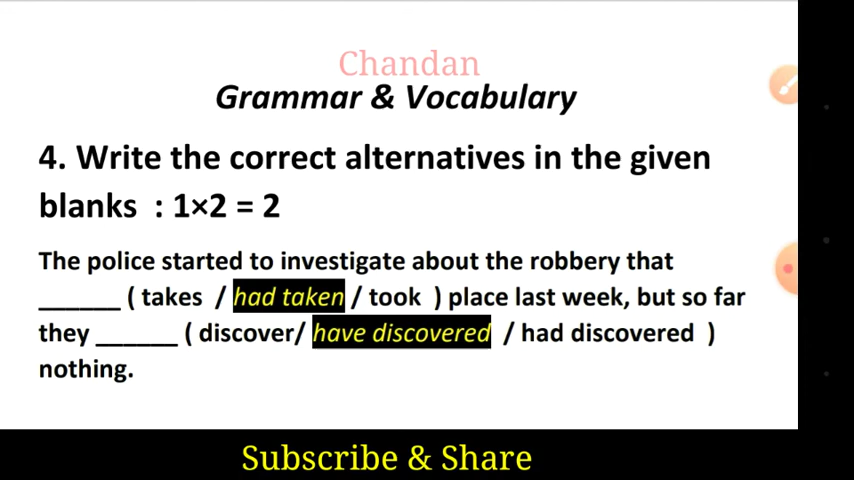 Chandan
Grammar & Vocabulary
4. Write the correct alternatives in the given
blanks : 1×2 = 2
The police started to investigate about the robbery that
______ ( takes / had taken / took ) place last week, but so far
they ______ ( discover/ have discovered / had discovered )
nothing.
Subscribe & Share